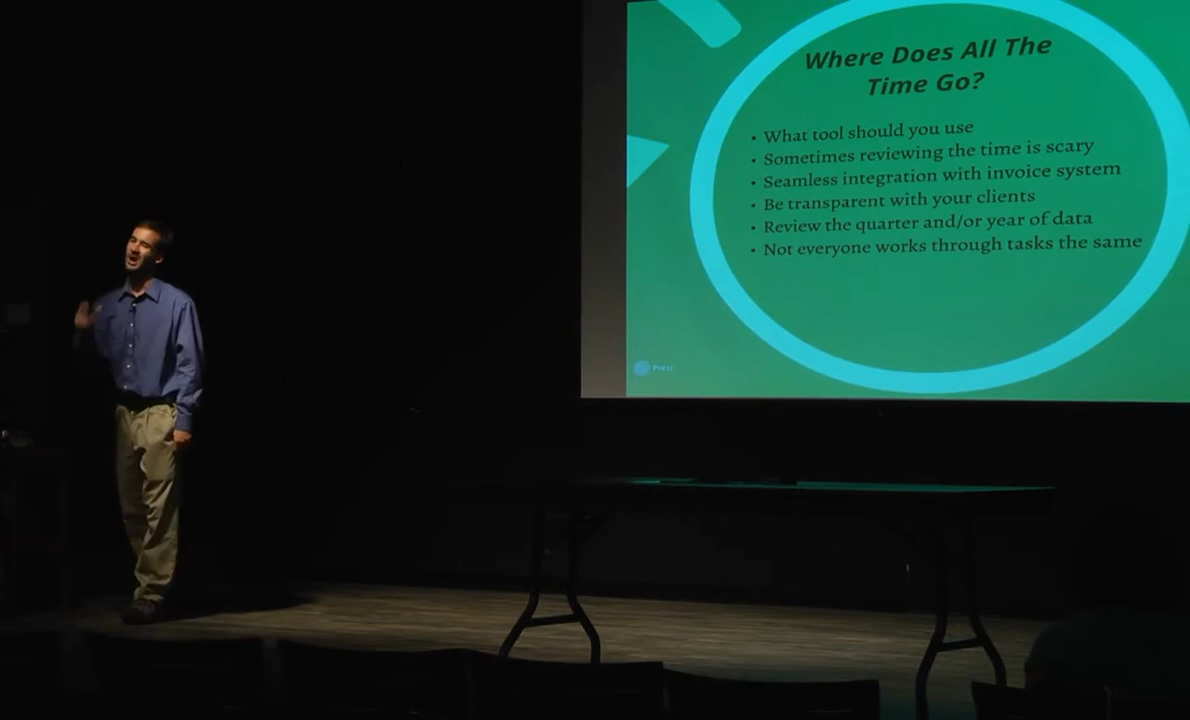 Where Does All The
Time Go?
• What tool should you use
• Sometimes reviewing the time is scary
• Seamless integration with invoice system
• Be transparent with your clients
• Review the quarter and/or year of data
• Not everyone works through tasks the same
Prezi